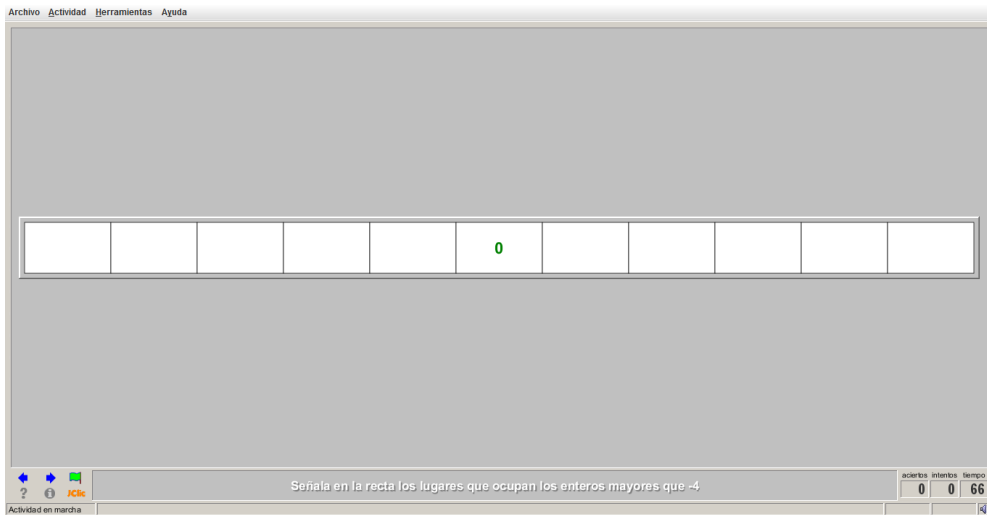 Archivo Actividad Herramientas Ayuda
0
Señala en la recta los lugares que ocupan los enteros mayores que -4
aciertos intentos tiempo
0 0 66
? i JClic
Actividad en marcha